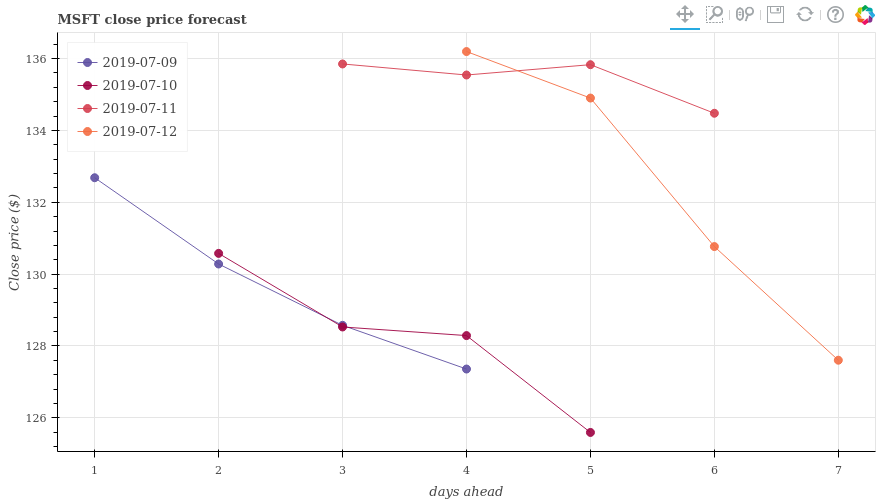 MSFT close price forecast
2019-07-09
2019-07-10
2019-07-11
2019-07-12
Close price ($)
136
134
132
130
128
126
1 2 3 4 5 6 7
days ahead